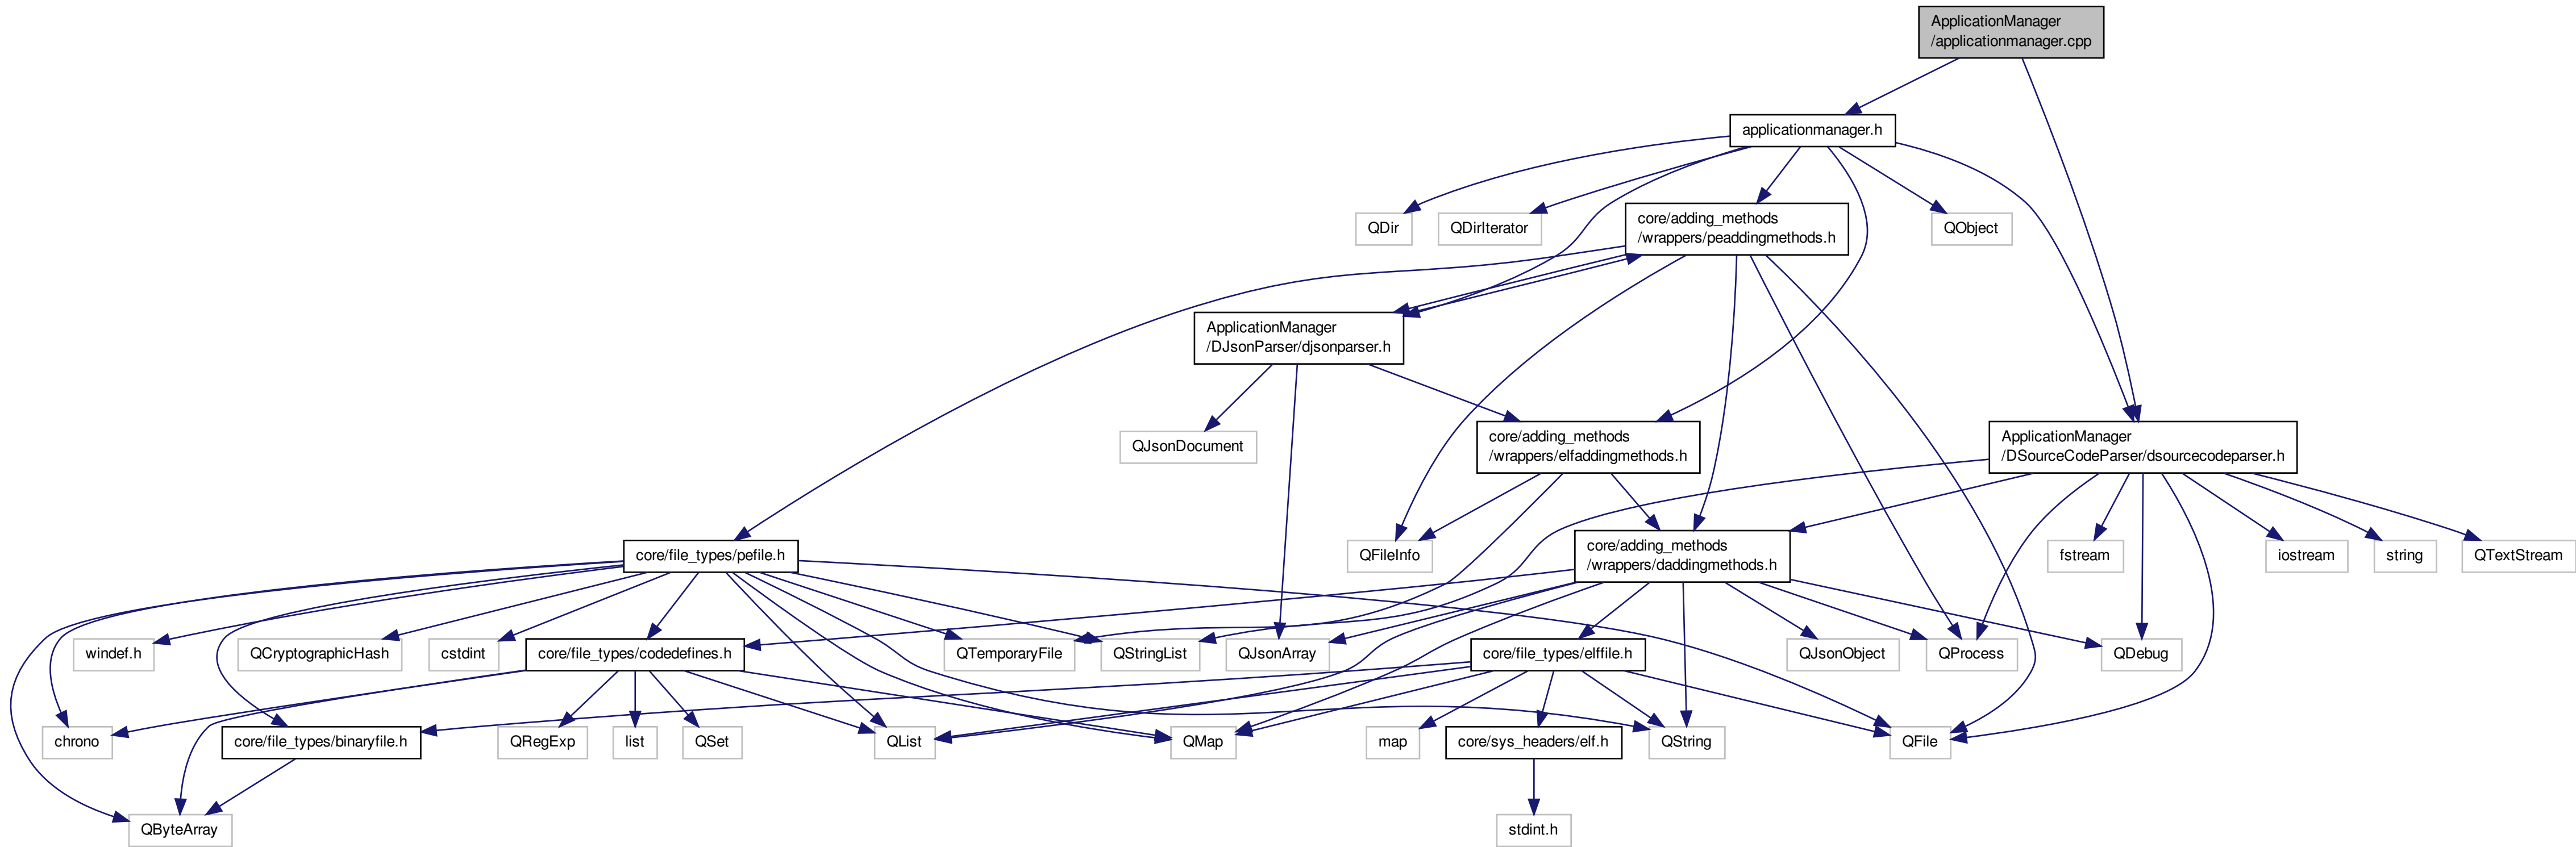 ApplicationManager
/applicationmanager.cpp
applicationmanager.h
QDir
QDirIterator
core/adding_methods
/wrappers/peaddingmethods.h
QObject
ApplicationManager
/DJsonParser/djsonparser.h
QJsonDocument
core/adding_methods
/wrappers/elfaddingmethods.h
ApplicationManager
/DSourceCodeParser/dsourcecodeparser.h
core/file_types/pefile.h
QFileInfo
core/adding_methods
/wrappers/daddingmethods.h
fstream
iostream
string
QTextStream
windef.h
QCryptographicHash
cstdint
core/file_types/codedefines.h
QTemporaryFile
QStringList
QJsonArray
core/file_types/elffile.h
QJsonObject
QProcess
QDebug
chrono
core/file_types/binaryfile.h
QRegExp
list
QSet
QList
QMap
map
core/sys_headers/elf.h
QString
QFile
QByteArray
stdint.h